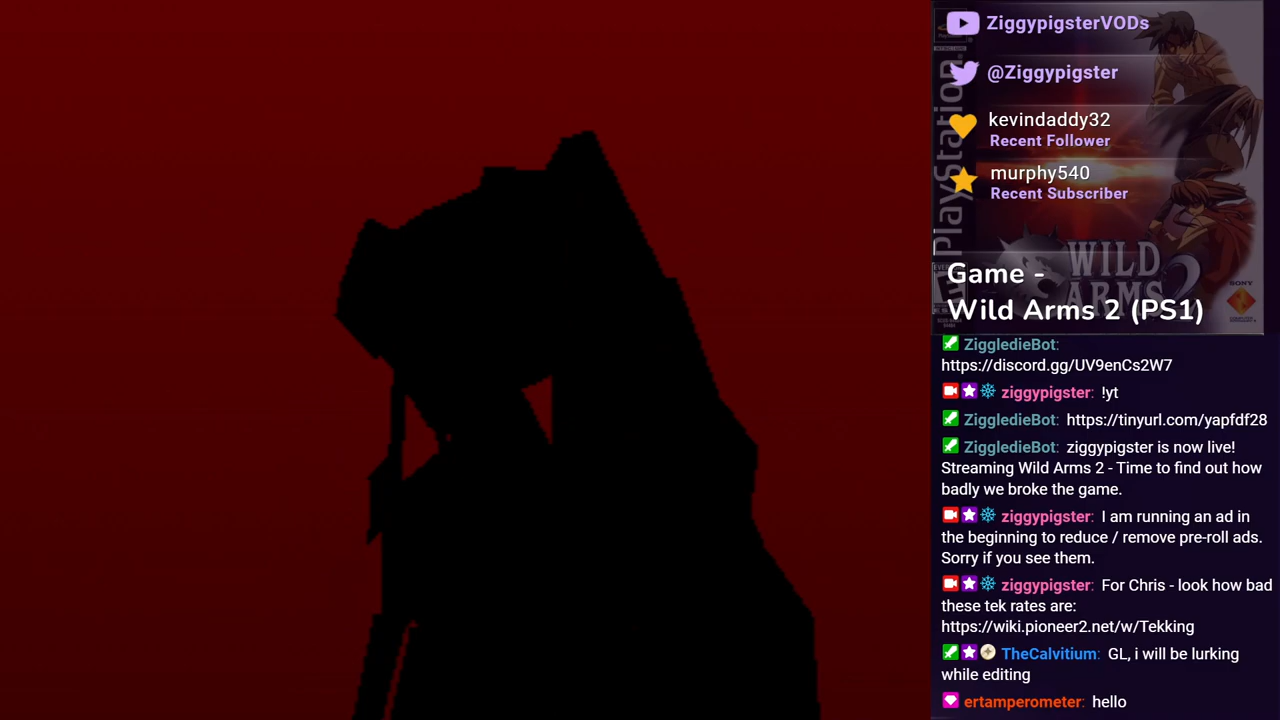 ZiggypigsterVODs
@Ziggypigster
kevindaddy32
Recent Follower
murphy540
Recent Subscriber
PlayStation
WILD
ARMS 2
SONY
Game -
Wild Arms 2 (PS1)
ZiggledieBot:
https://discord.gg/UV9enCs2W7
ziggypigster: !yt
ZiggledieBot: https://tinyurl.com/yapfdf28
ZiggledieBot: ziggypigster is now live!
Streaming Wild Arms 2 - Time to find out how
badly we broke the game.
ziggypigster: I am running an ad in
the beginning to reduce / remove pre-roll ads.
Sorry if you see them.
ziggypigster: For Chris - look how bad
these tek rates are:
https://wiki.pioneer2.net/w/Tekking
TheCalvitium: GL, i will be lurking
while editing
ertamperometer: hello